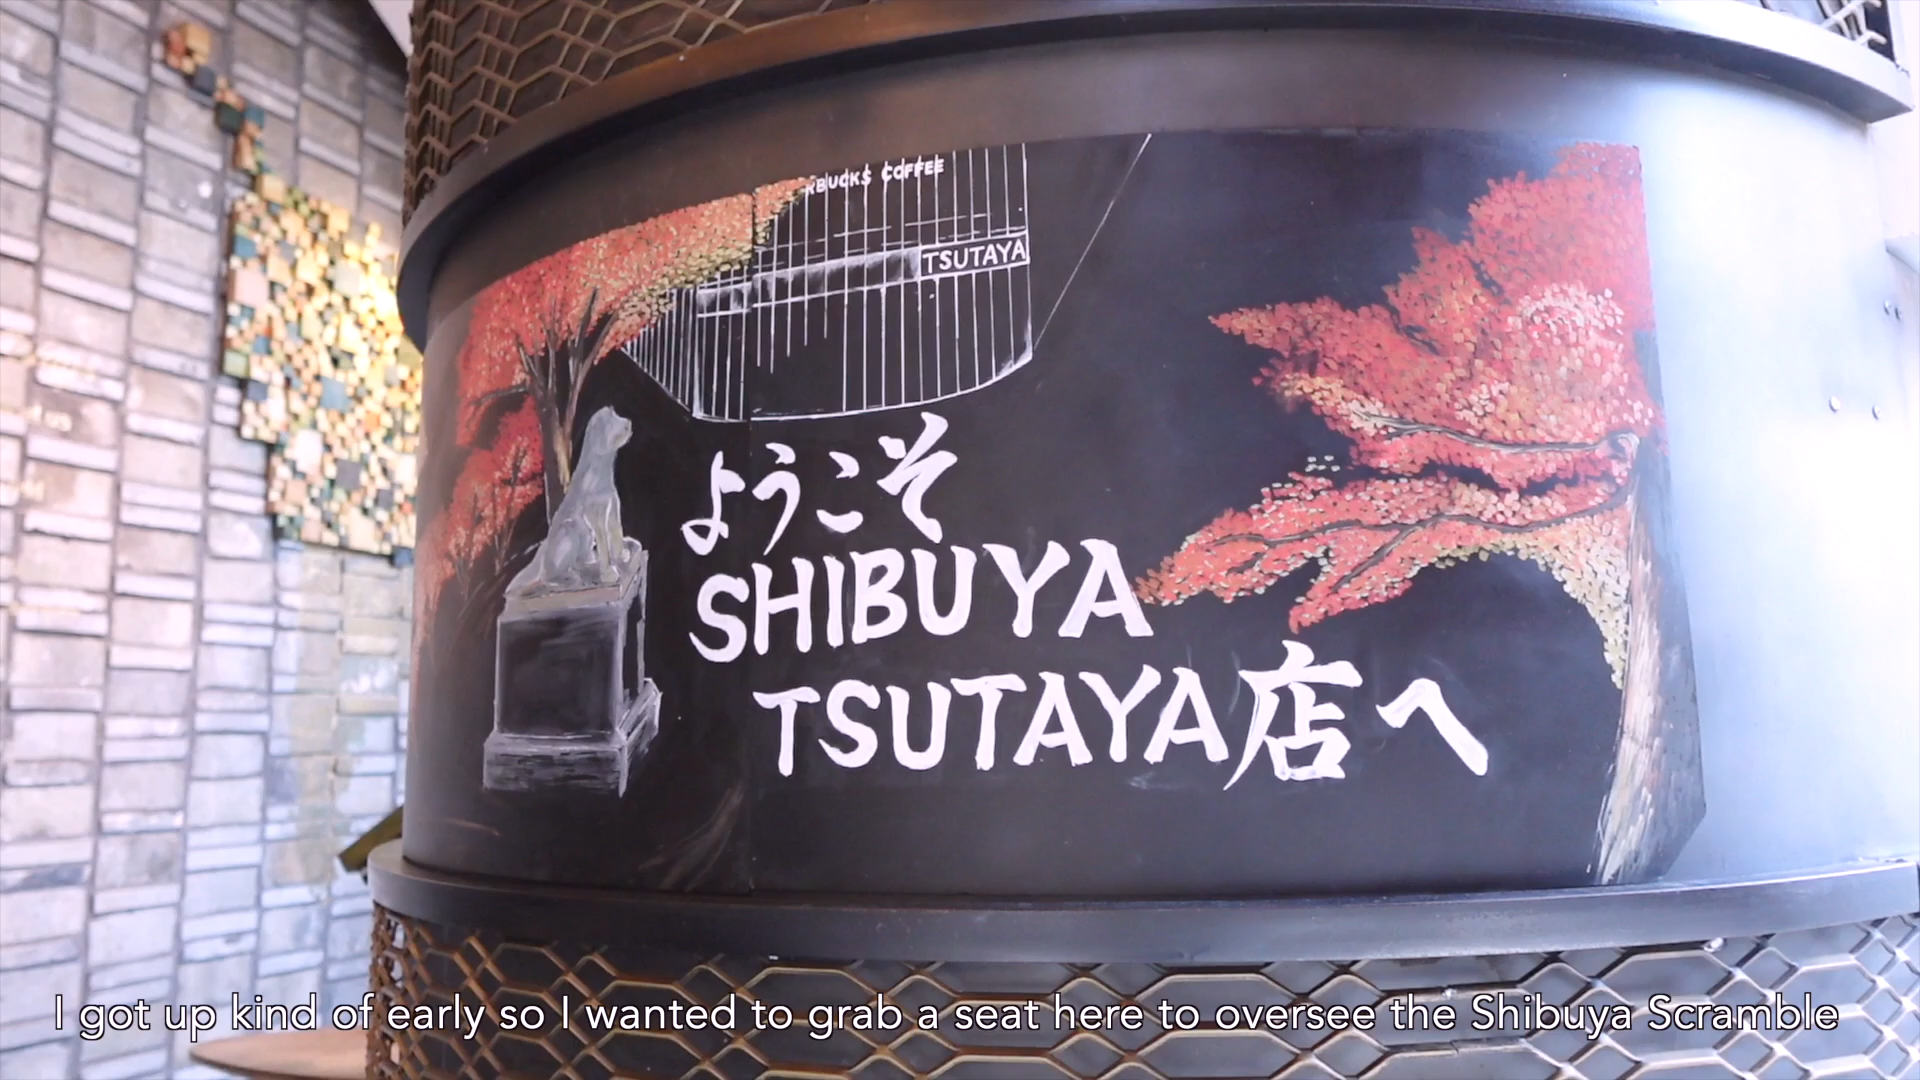 RBUCKS COFFEE
TSUTAYA
ようこそ
SHIBUYA
TSUTAYA店へ
I got up kind of early so I wanted to grab a seat here to oversee the Shibuya Scramble